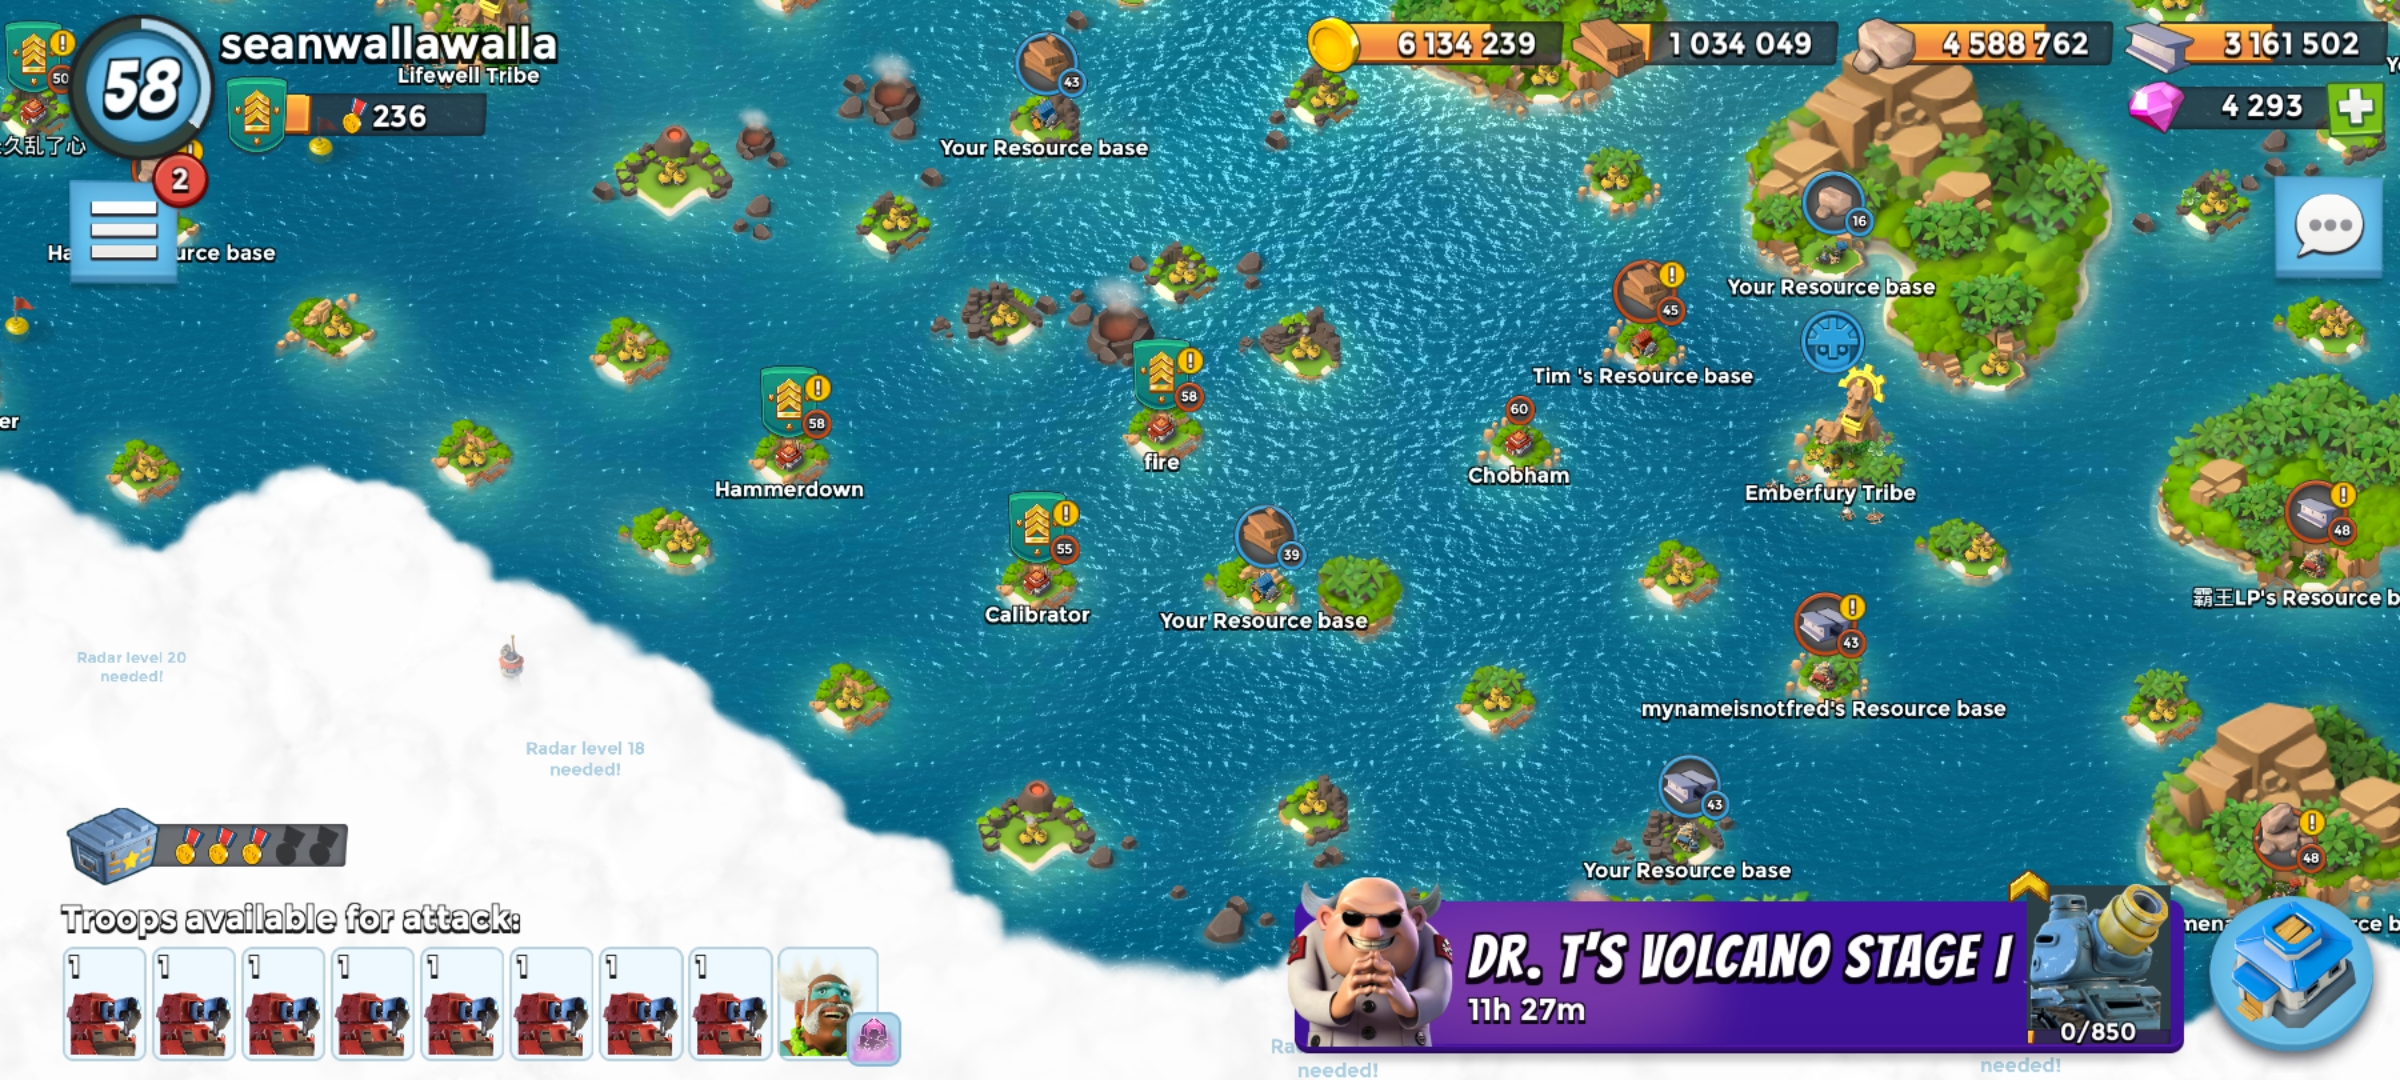 50
58
seanwallawalla
Lifewell Tribe
236
6 134 239
1 034 049
4 588 762
3 161 502
4 293
久乱了心
2
Ha
urce base
43
Your Resource base
16
Your Resource base
45
Tim 's Resource base
58
Hammerdown
58
fire
60
Chobham
Emberfury Tribe
er
55
Calibrator
39
Your Resource base
48
霸王LP's Resource b
43
mynameisnotfred's Resource base
Radar level 20
needed!
Radar level 18
needed!
43
Your Resource base
48
men
ce b
Troops available for attack:
1 1 1 1 1 1 1 1
DR. T'S VOLCANO STAGE I
11h 27m
0/850
Ra
needed!
needed!